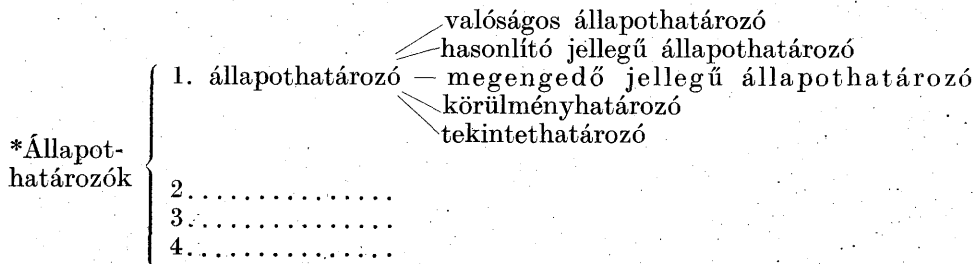 valóságos állapothatározó
hasonlító jellegű állapothatározó
1. állapothatározó — megengedő jellegű állapothatározó
körülményhatározó
tekintethatározó
*Állapot-
határozók
2. . . . . . . . . . . . . . .
3. . . . . . . . . . . . . . .
4. . . . . . . . . . . . . . .